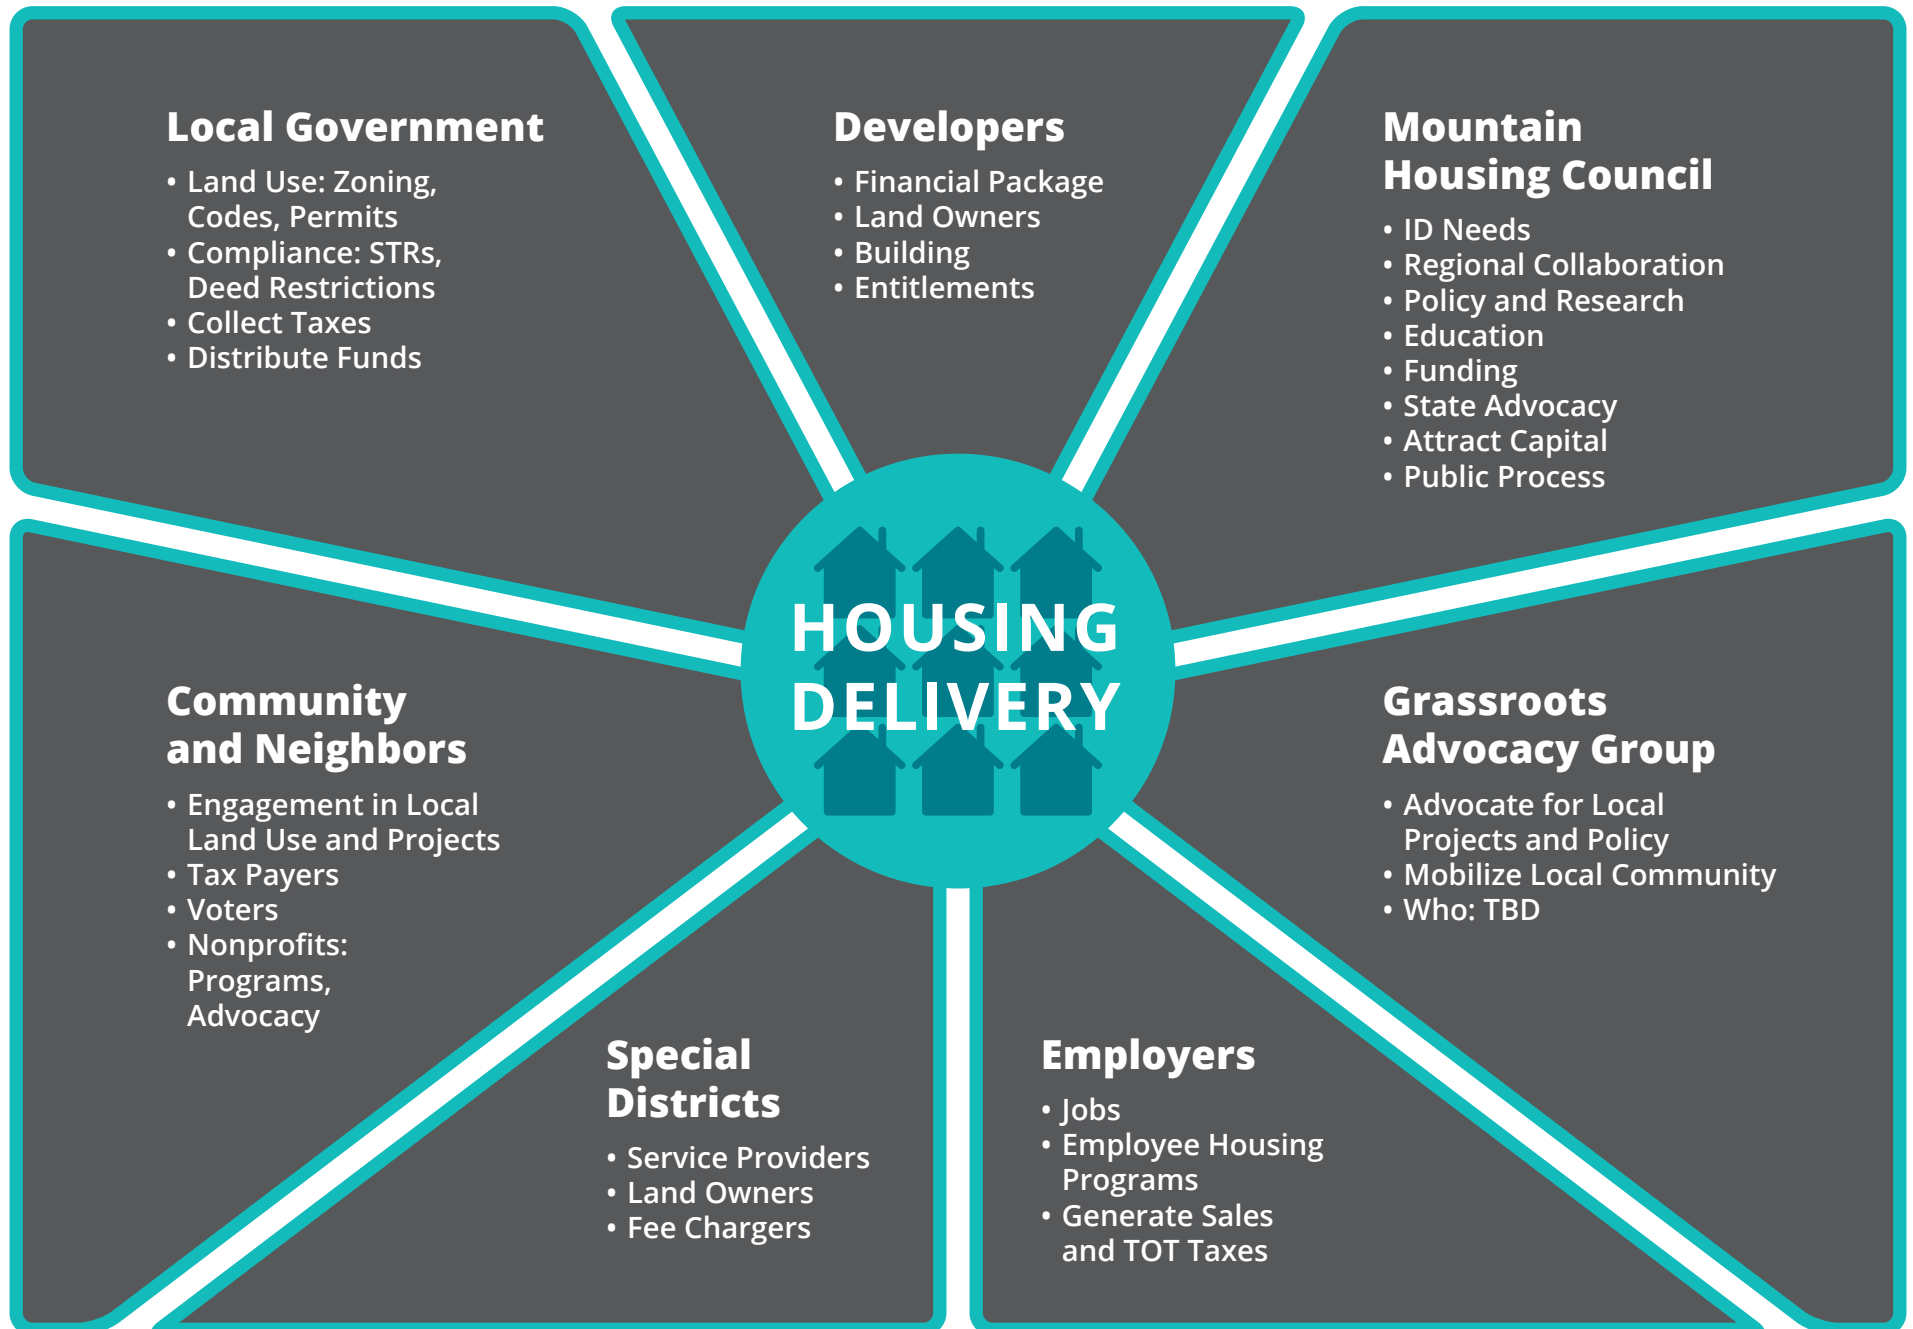 Local Government
• Land Use: Zoning,
Codes, Permits
• Compliance: STRs,
Deed Restrictions
• Collect Taxes
• Distribute Funds
Developers
• Financial Package
• Land Owners
• Building
• Entitlements
Mountain
Housing Council
• ID Needs
• Regional Collaboration
• Policy and Research
• Education
• Funding
• State Advocacy
• Attract Capital
• Public Process
HOUSING
DELIVERY
Community
and Neighbors
• Engagement in Local
Land Use and Projects
• Tax Payers
• Voters
• Nonprofits:
Programs,
Advocacy
Grassroots
Advocacy Group
• Advocate for Local
Projects and Policy
• Mobilize Local Community
• Who: TBD
Special
Districts
• Service Providers
• Land Owners
• Fee Chargers
Employers
• Jobs
• Employee Housing
Programs
• Generate Sales
and TOT Taxes